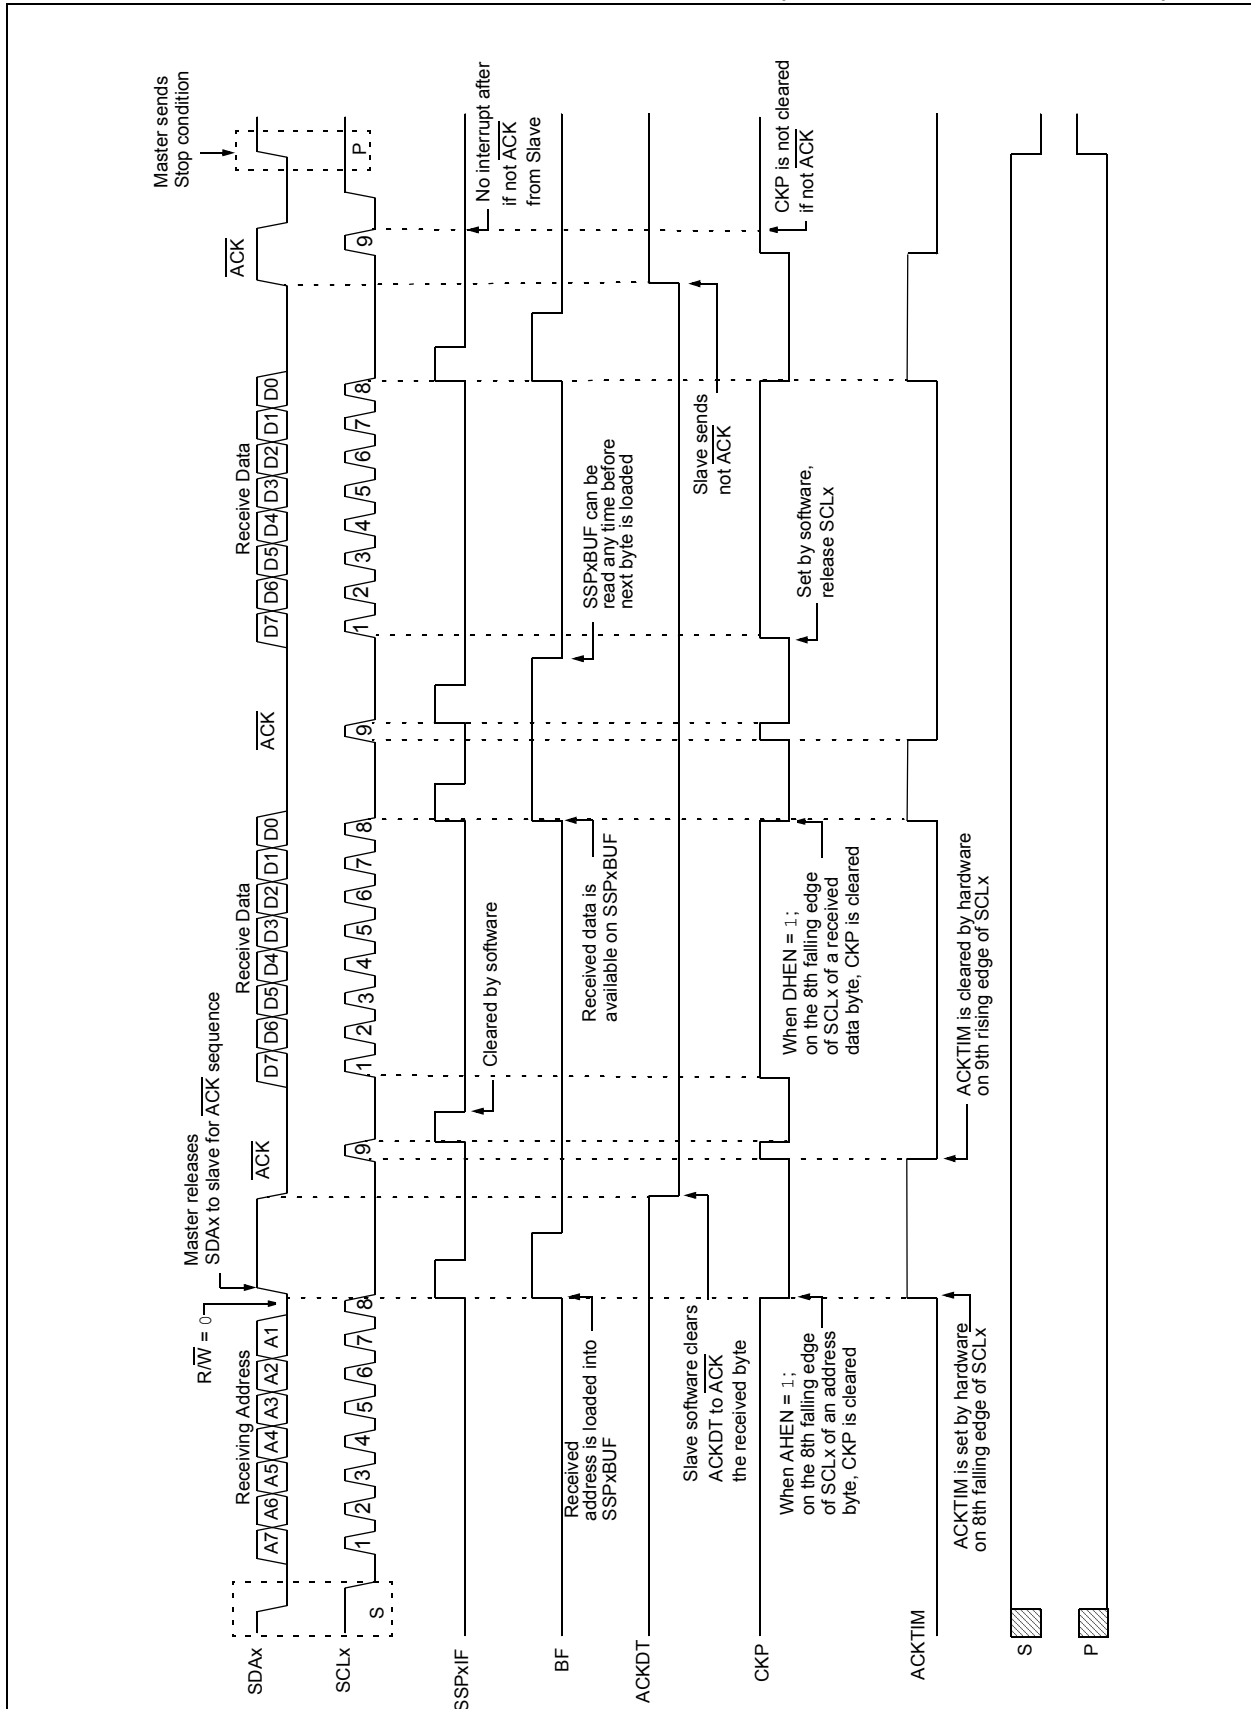 Master sends
Stop condition
Master releases
SDAx to slave for ACK sequence
R/W = 0
Receiving Address
Receive Data
Receive Data
ACK
ACK
ACK
SDAx
A7 A6 A5 A4 A3 A2 A1
D7 D6 D5 D4 D3 D2 D1 D0
D7 D6 D5 D4 D3 D2 D1 D0
SCLx
S
1 2 3 4 5 6 7 8 9
1 2 3 4 5 6 7 8 9
1 2 3 4 5 6 7 8 9
P
SSPxIF
Cleared by software
No interrupt after
if not ACK
from Slave
BF
Received
address is loaded into
SSPxBUF
Received data is
available on SSPxBUF
SSPxBUF can be
read any time before
next byte is loaded
ACKDT
Slave software clears
ACKDT to ACK
the received byte
Slave sends
not ACK
CKP
When AHEN = 1;
on the 8th falling edge
of SCLx of an address
byte, CKP is cleared
When DHEN = 1;
on the 8th falling edge
of SCLx of a received
data byte, CKP is cleared
Set by software,
release SCLx
CKP is not cleared
if not ACK
ACKTIM
ACKTIM is set by hardware
on 8th falling edge of SCLx
ACKTIM is cleared by hardware
on 9th rising edge of SCLx
S
P